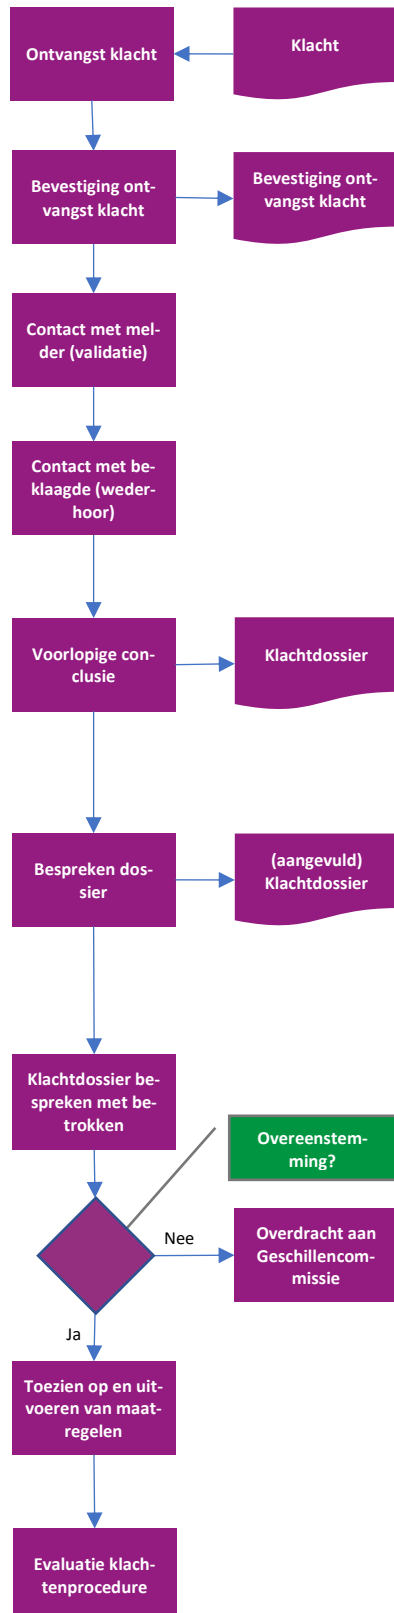 Ontvangst klacht
Klacht
Bevestiging ont-
vangst klacht
Bevestiging ont-
vangst klacht
Contact met mel-
der (validatie)
Contact met be-
klaagde (weder-
hoor)
Voorlopige con-
clusie
Klachtdossier
Bespreken dos-
sier
(aangevuld)
Klachtdossier
Klachtdossier be-
spreken met be-
trokken
Overeenstem-
ming?
Nee
Overdracht aan
Geschillencom-
missie
Ja
Toezien op en uit-
voeren van maat-
regelen
Evaluatie klach-
tenprocedure